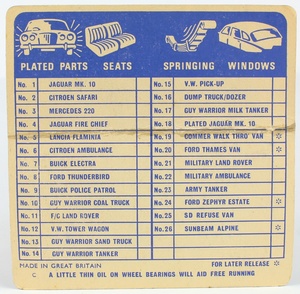 PLATED PARTS SEATS SPRINGING WINDOWS
No. 1 JAGUAR MK. 10
No. 2 CITROEN SAFARI
No. 3 MERCEDES 220
No. 4 JAGUAR FIRE CHIEF
No. 5 LANCIA FLAMINIA
No. 6 CITROEN AMBULANCE
No. 7 BUICK ELECTRA
No. 8 FORD THUNDERBIRD
No. 9 BUICK POLICE PATROL
No. 10 GUY WARRIOR COAL TRUCK
No. 11 F/C LAND ROVER
No. 12 V.W. TOWER WAGON
No. 13 GUY WARRIOR SAND TRUCK
No. 14 GUY WARRIOR TANKER
No. 15 V.W. PICK-UP
No. 16 DUMP TRUCK/DOZER
No. 17 GUY WARRIOR MILK TANKER
No. 18 PLATED JAGUAR MK. 10
No. 19 COMMER WALK THRO' VAN
No. 20 FORD THAMES VAN
No. 21 MILITARY LAND ROVER
No. 22 MILITARY AMBULANCE
No. 23 ARMY TANKER
No. 24 FORD ZEPHYR ESTATE
No. 25 SD REFUSE VAN
No. 26 SUNBEAM ALPINE
MADE IN GREAT BRITAIN FOR LATER RELEASE
C A LITTLE THIN OIL ON WHEEL BEARINGS WILL AID FREE RUNNING